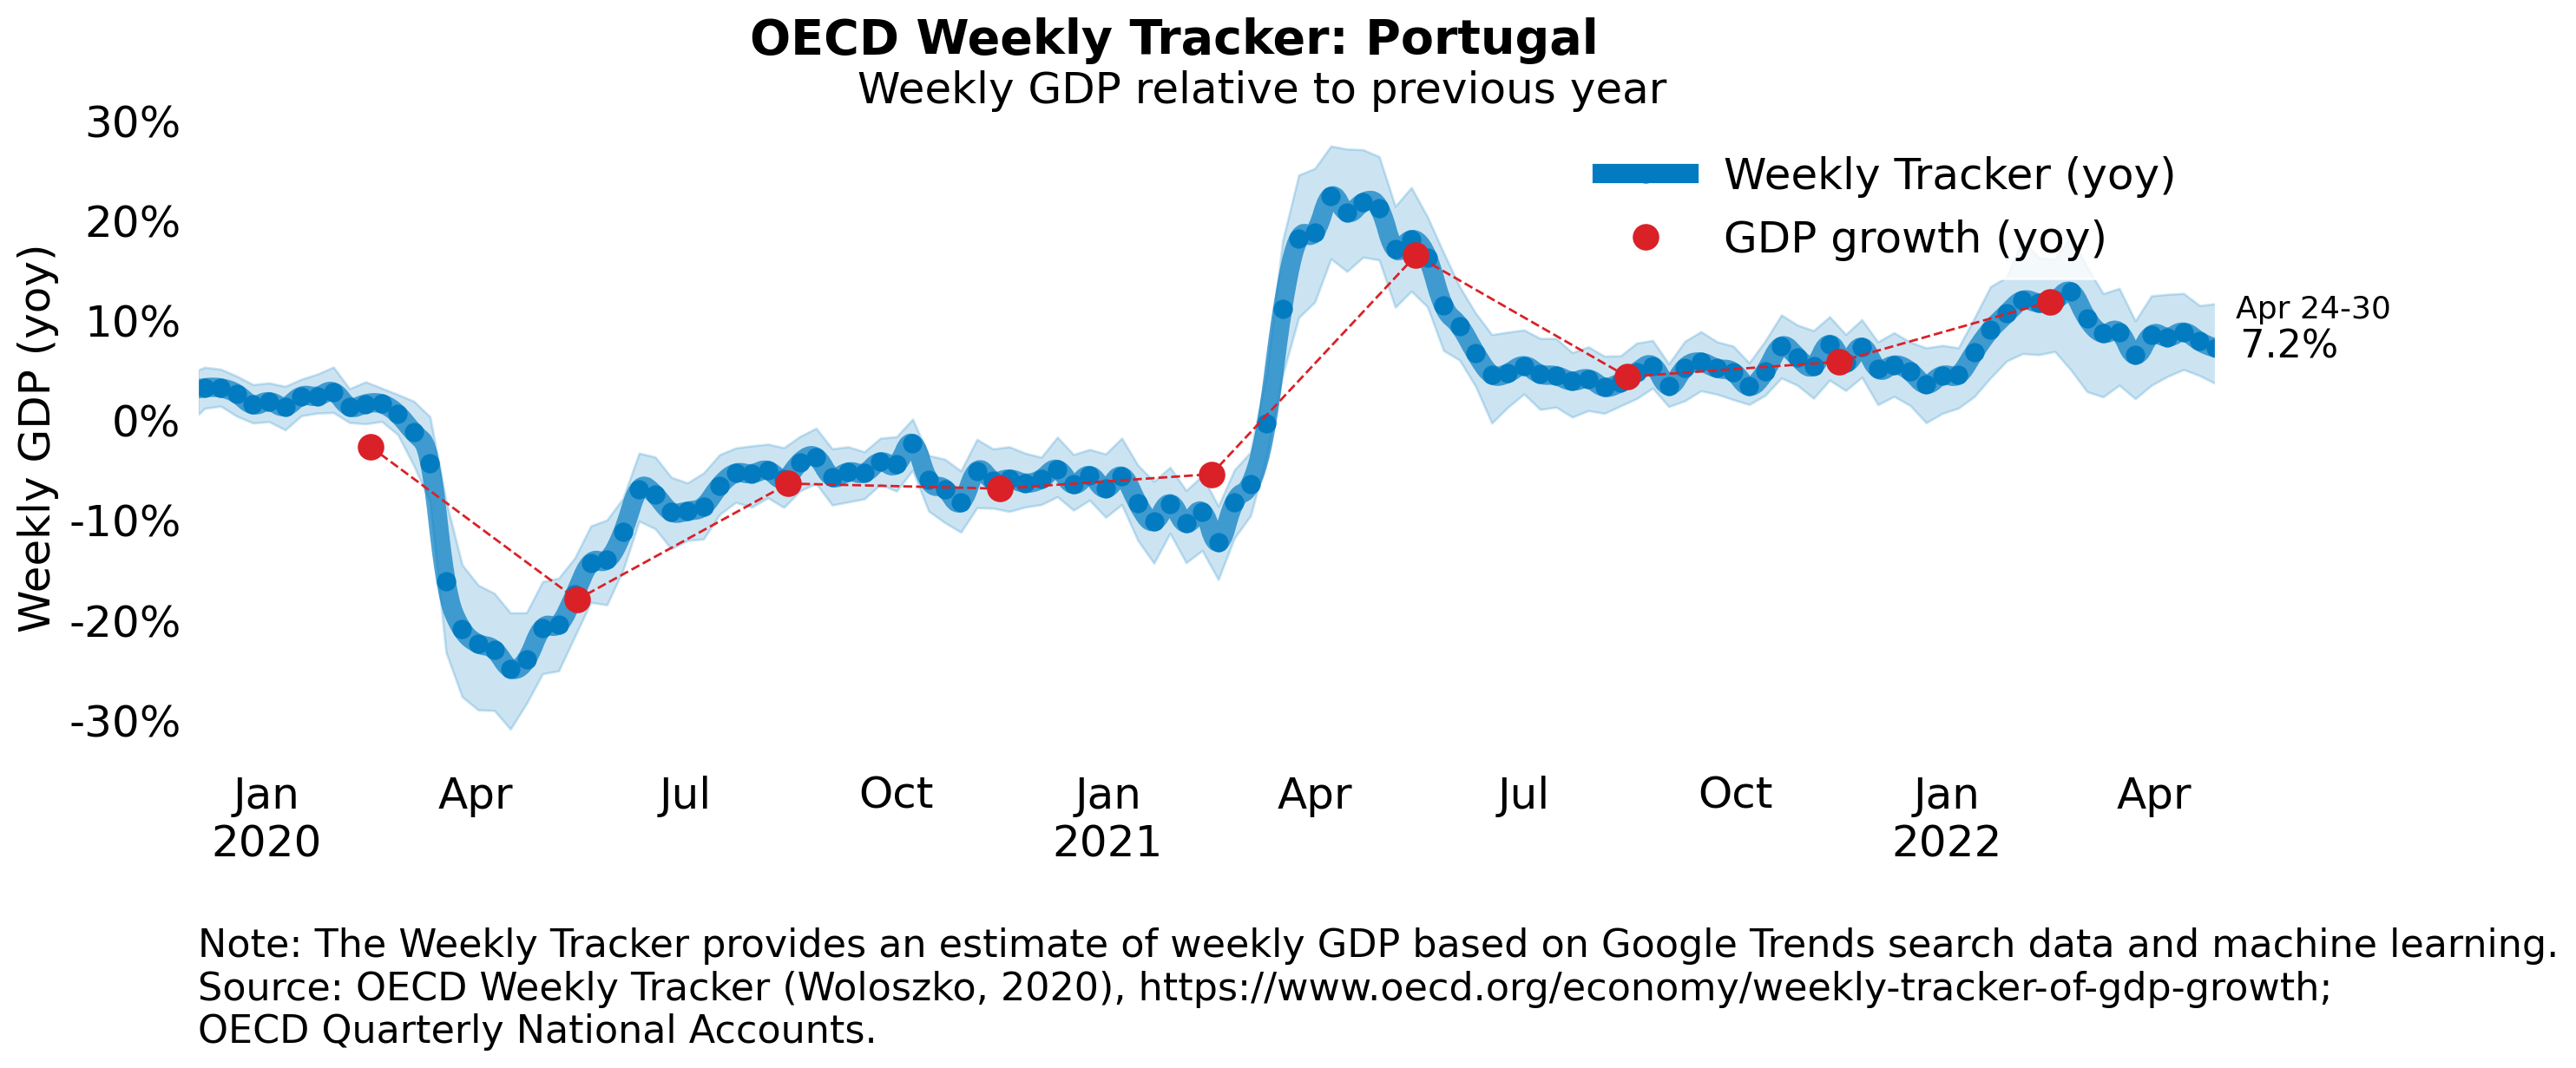 OECD Weekly Tracker: Portugal
Weekly GDP relative to previous year
Weekly GDP (yoy)
30%
20%
10%
0%
-10%
-20%
-30%
Weekly Tracker (yoy)
GDP growth (yoy)
Apr 24-30
7.2%
Jan Apr Jul Oct Jan Apr Jul Oct Jan Apr
2020 2021 2022
Note: The Weekly Tracker provides an estimate of weekly GDP based on Google Trends search data and machine learning.
Source: OECD Weekly Tracker (Woloszko, 2020), https://www.oecd.org/economy/weekly-tracker-of-gdp-growth;
OECD Quarterly National Accounts.